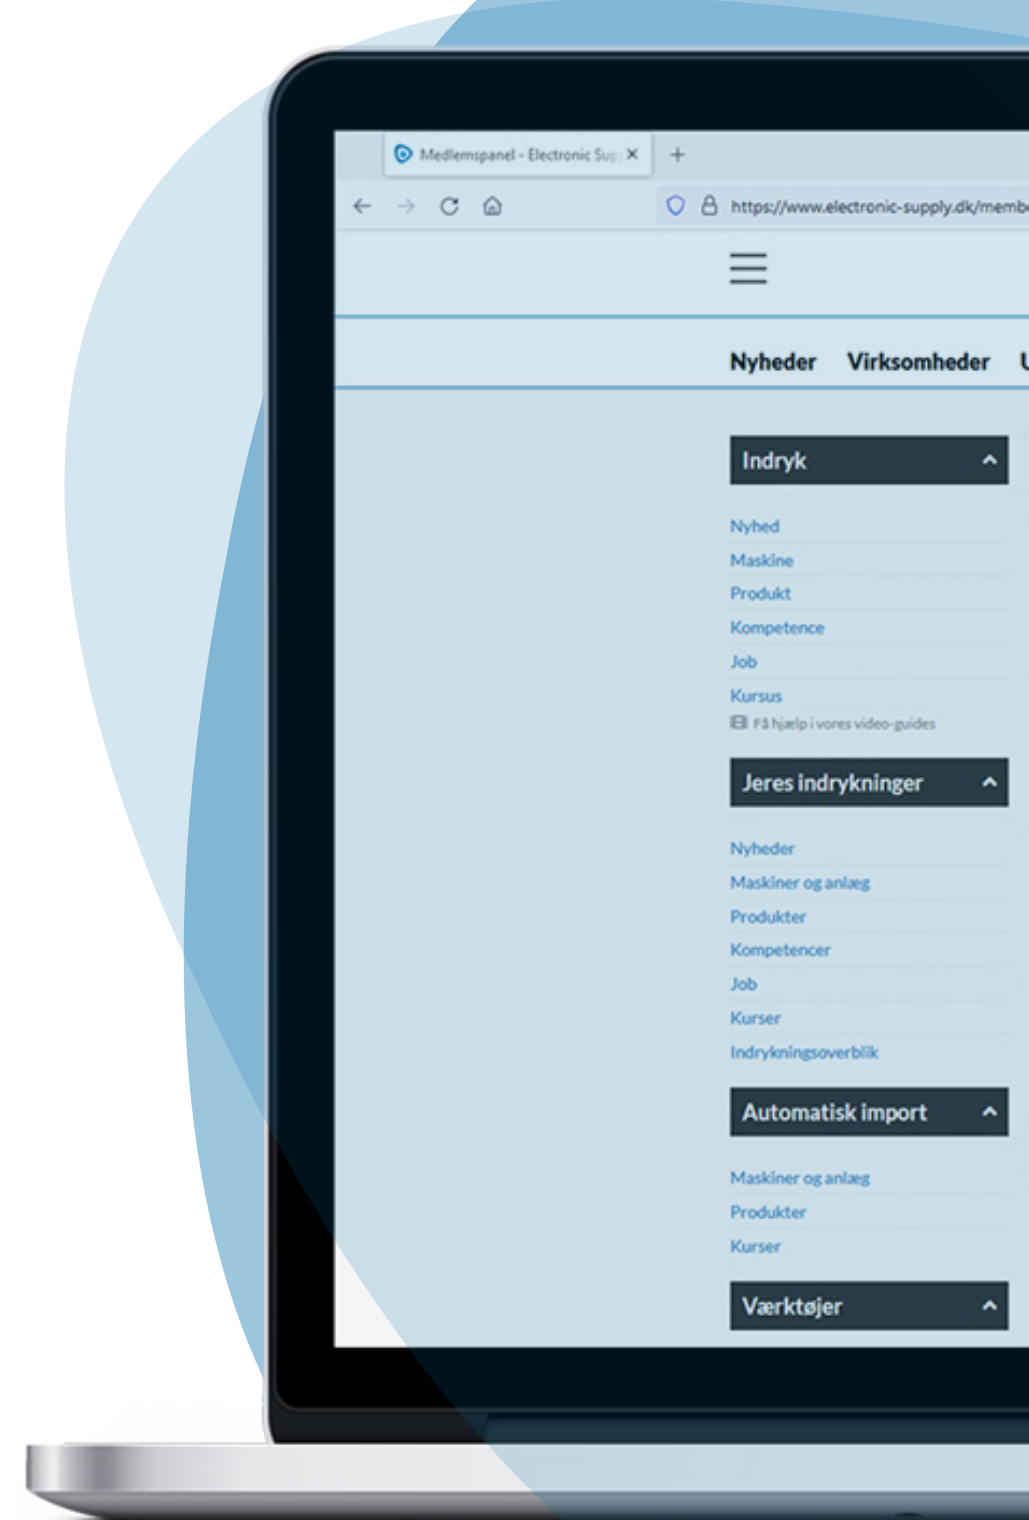 Medlemspanel - Electronic Sup
https://www.electronic-supply.dk/membe
Nyheder Virksomheder U
Indryk
Nyhed
Maskine
Produkt
Kompetence
Job
Kursus
Få hjælp i vores video-guides
Jeres indrykninger
Nyheder
Maskiner og anlæg
Produkter
Kompetencer
Job
Kurser
Indrykningsoverblik
Automatisk import
Maskiner og anlæg
Produkter
Kurser
Værktøjer